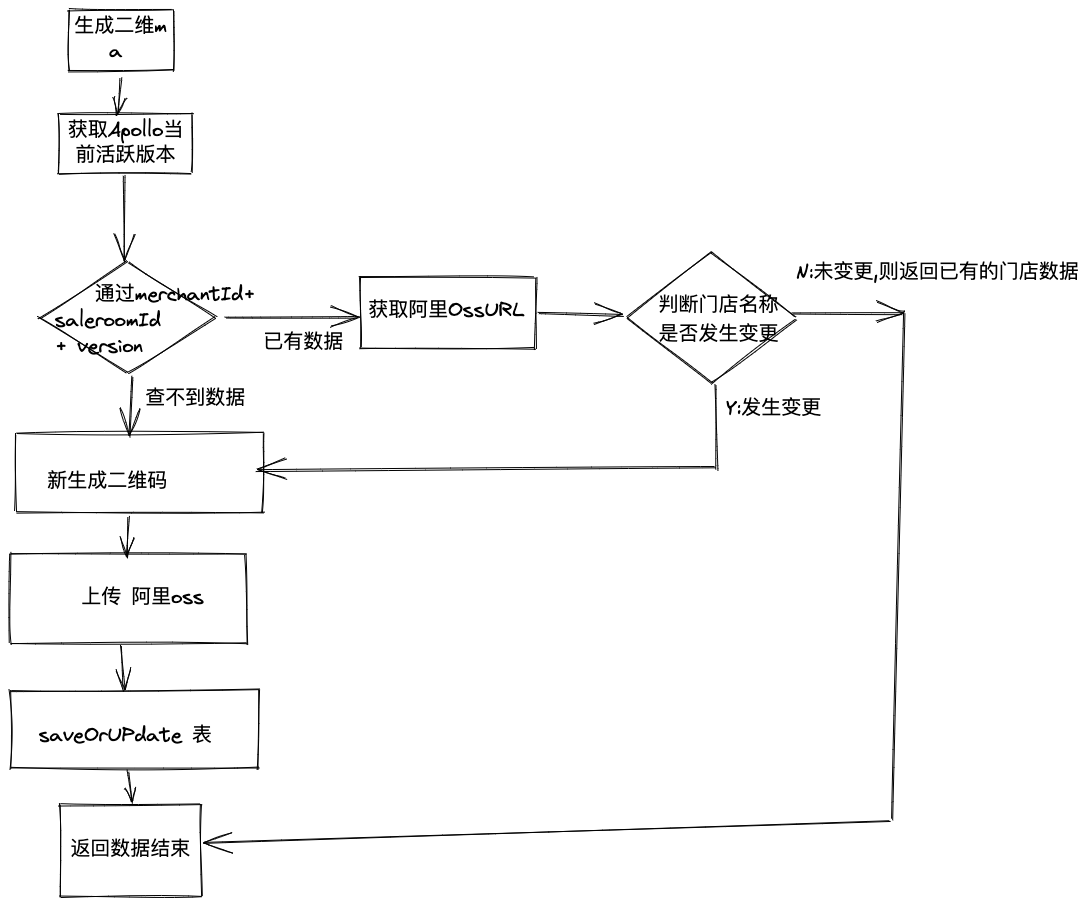 生成二维m
a
获取Apollo当
前活跃版本
通过merchantId+
saleroomId
+ version
已有数据
获取阿里OssURL
判断门店名称
是否发生变更
N:未变更,则返回已有的门店数据
Y:发生变更
查不到数据
新生成二维码
上传 阿里oss
saveOrUPdate 表
返回数据结束